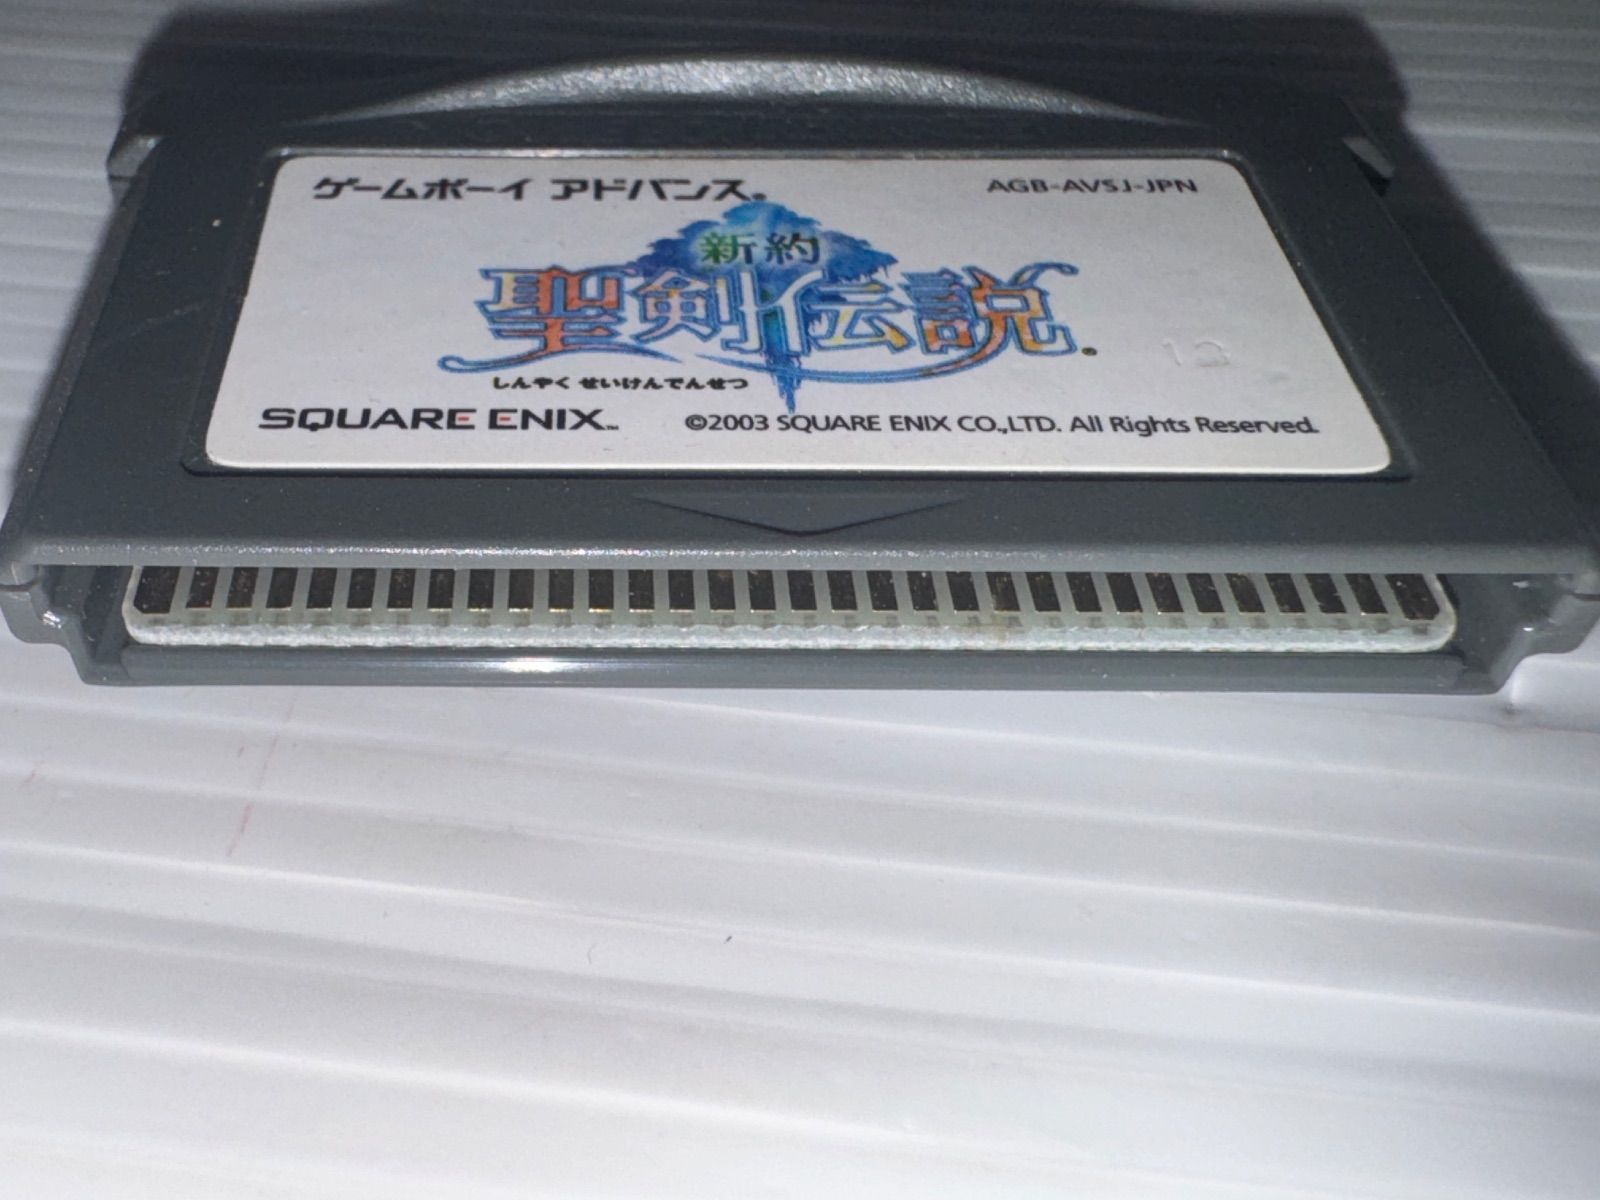 ゲームボーイ アドバンス®
AGB-AVSJ-JPN
新約
聖剣伝説®
しんやく せいけんでんせつ
SQUARE ENIX™
©2003 SQUARE ENIX CO.,LTD. All Rights Reserved.